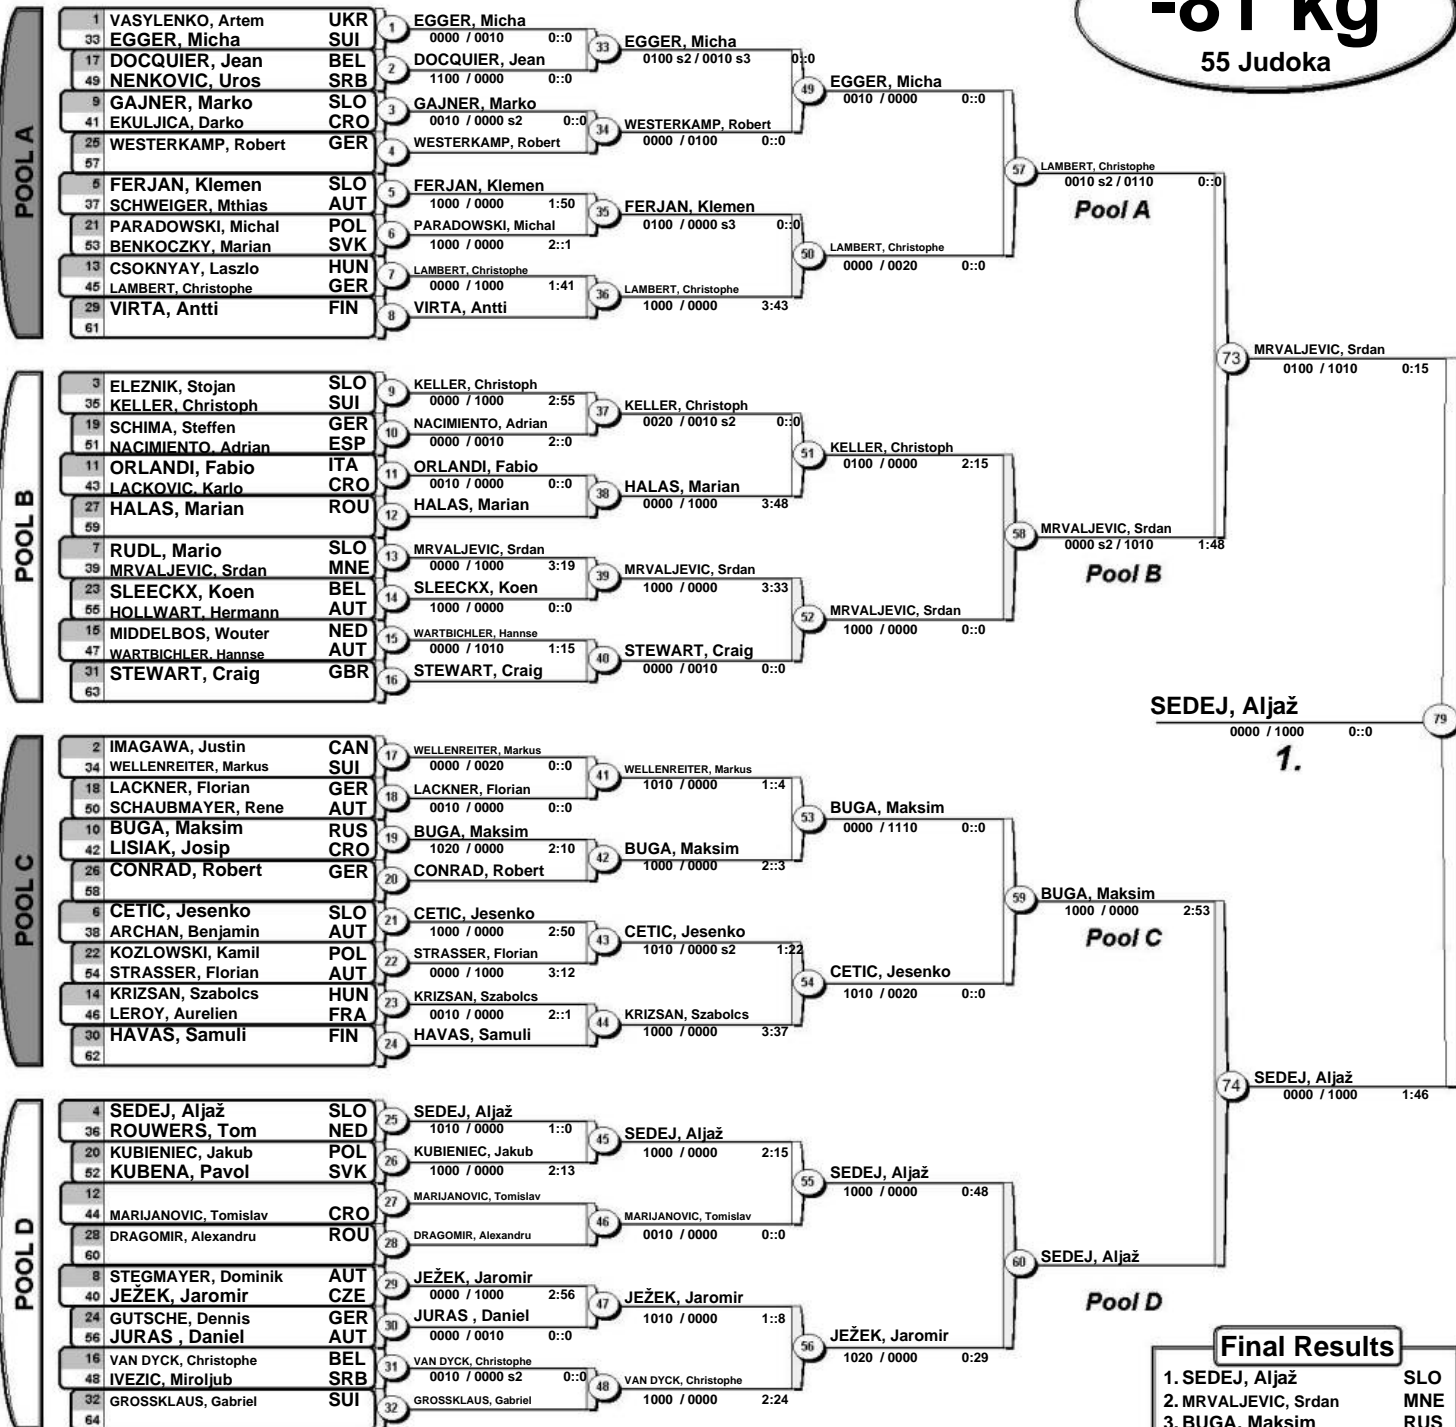 -81 kg
55 Judoka
POOL A
1 VASYLENKO, Artem UKR
33 EGGER, Micha SUI
17 DOCQUIER, Jean BEL
49 NENKOVIC, Uros SRB
9 GAJNER, Marko SLO
41 EKULJICA, Darko CRO
25 WESTERKAMP, Robert GER
57
5 FERJAN, Klemen SLO
37 SCHWEIGER, Mthias AUT
21 PARADOWSKI, Michal POL
53 BENKOCZKY, Marian SVK
13 CSOKNYAY, Laszlo HUN
45 LAMBERT, Christophe GER
29 VIRTA, Antti FIN
61
1 EGGER, Micha
0000 / 0010 0::0
2 DOCQUIER, Jean
1100 / 0000 0::0
3 GAJNER, Marko
0010 / 0000 s2 0::0
4 WESTERKAMP, Robert
5 FERJAN, Klemen
1000 / 0000 1:50
6 PARADOWSKI, Michal
1000 / 0000 2::1
7 LAMBERT, Christophe
0000 / 1000 1:41
8 VIRTA, Antti
33 EGGER, Micha
0100 s2 / 0010 s3 0::0
34 WESTERKAMP, Robert
0000 / 0100 0::0
35 FERJAN, Klemen
0100 / 0000 s3 0::0
36 LAMBERT, Christophe
1000 / 0000 3:43
49 EGGER, Micha
0010 / 0000 0::0
50 LAMBERT, Christophe
0000 / 0020 0::0
57 LAMBERT, Christophe
0010 s2 / 0110 0::0
Pool A
POOL B
3 ELEZNIK, Stojan SLO
35 KELLER, Christoph SUI
19 SCHIMA, Steffen GER
51 NACIMIENTO, Adrian ESP
11 ORLANDI, Fabio ITA
43 LACKOVIC, Karlo CRO
27 HALAS, Marian ROU
59
7 RUDL, Mario SLO
39 MRVALJEVIC, Srdan MNE
23 SLEECKX, Koen BEL
55 HOLLWART, Hermann AUT
15 MIDDELBOS, Wouter NED
47 WARTBICHLER, Hannse AUT
31 STEWART, Craig GBR
63
9 KELLER, Christoph
0000 / 1000 2:55
10 NACIMIENTO, Adrian
0000 / 0010 2::0
11 ORLANDI, Fabio
0010 / 0000 0::0
12 HALAS, Marian
13 MRVALJEVIC, Srdan
0000 / 1000 3:19
14 SLEECKX, Koen
1000 / 0000 0::0
15 WARTBICHLER, Hannse
0000 / 1010 1:15
16 STEWART, Craig
37 KELLER, Christoph
0020 / 0010 s2 0::0
38 HALAS, Marian
0000 / 1000 3:48
39 MRVALJEVIC, Srdan
1000 / 0000 3:33
40 STEWART, Craig
0000 / 0010 0::0
51 KELLER, Christoph
0100 / 0000 2:15
52 MRVALJEVIC, Srdan
1000 / 0000 0::0
58 MRVALJEVIC, Srdan
0000 s2 / 1010 1:48
Pool B
73 MRVALJEVIC, Srdan
0100 / 1010 0:15
SEDEJ, Aljaž 79
0000 / 1000 0::0
1.
POOL C
2 IMAGAWA, Justin CAN
34 WELLENREITER, Markus SUI
18 LACKNER, Florian GER
50 SCHAUBMAYER, Rene AUT
10 BUGA, Maksim RUS
42 LISIAK, Josip CRO
26 CONRAD, Robert GER
58
6 CETIC, Jesenko SLO
38 ARCHAN, Benjamin AUT
22 KOZLOWSKI, Kamil POL
54 STRASSER, Florian AUT
14 KRIZSAN, Szabolcs HUN
46 LEROY, Aurelien FRA
30 HAVAS, Samuli FIN
62
17 WELLENREITER, Markus
0000 / 0020 0::0
18 LACKNER, Florian
0010 / 0000 0::0
19 BUGA, Maksim
1020 / 0000 2:10
20 CONRAD, Robert
21 CETIC, Jesenko
1000 / 0000 2:50
22 STRASSER, Florian
0000 / 1000 3:12
23 KRIZSAN, Szabolcs
0010 / 0000 2::1
24 HAVAS, Samuli
41 WELLENREITER, Markus
1010 / 0000 1::4
42 BUGA, Maksim
1000 / 0000 2::3
43 CETIC, Jesenko
1010 / 0000 s2 1:22
44 KRIZSAN, Szabolcs
1000 / 0000 3:37
53 BUGA, Maksim
0000 / 1110 0::0
54 CETIC, Jesenko
1010 / 0020 0::0
59 BUGA, Maksim
1000 / 0000 2:53
Pool C
POOL D
4 SEDEJ, Aljaž SLO
36 ROUWERS, Tom NED
20 KUBIENIEC, Jakub POL
52 KUBENA, Pavol SVK
12
44 MARIJANOVIC, Tomislav CRO
28 DRAGOMIR, Alexandru ROU
60
8 STEGMAYER, Dominik AUT
40 JEŽEK, Jaromir CZE
24 GUTSCHE, Dennis GER
56 JURAS , Daniel AUT
16 VAN DYCK, Christophe BEL
48 IVEZIC, Miroljub SRB
32 GROSSKLAUS, Gabriel SUI
64
25 SEDEJ, Aljaž
1010 / 0000 1::0
26 KUBIENIEC, Jakub
1000 / 0000 2:13
27 MARIJANOVIC, Tomislav
28 DRAGOMIR, Alexandru
29 JEŽEK, Jaromir
0000 / 1000 2:56
30 JURAS , Daniel
0000 / 0010 0::0
31 VAN DYCK, Christophe
0010 / 0000 s2 0::0
32 GROSSKLAUS, Gabriel
45 SEDEJ, Aljaž
1000 / 0000 2:15
46 MARIJANOVIC, Tomislav
0010 / 0000 0::0
47 JEŽEK, Jaromir
1010 / 0000 1::8
48 VAN DYCK, Christophe
1000 / 0000 2:24
55 SEDEJ, Aljaž
1000 / 0000 0:48
56 JEŽEK, Jaromir
1020 / 0000 0:29
60 SEDEJ, Aljaž
Pool D
74 SEDEJ, Aljaž
0000 / 1000 1:46
Final Results
1. SEDEJ, Aljaž SLO
2. MRVALJEVIC, Srdan MNE
3. BUGA, Maksim RUS